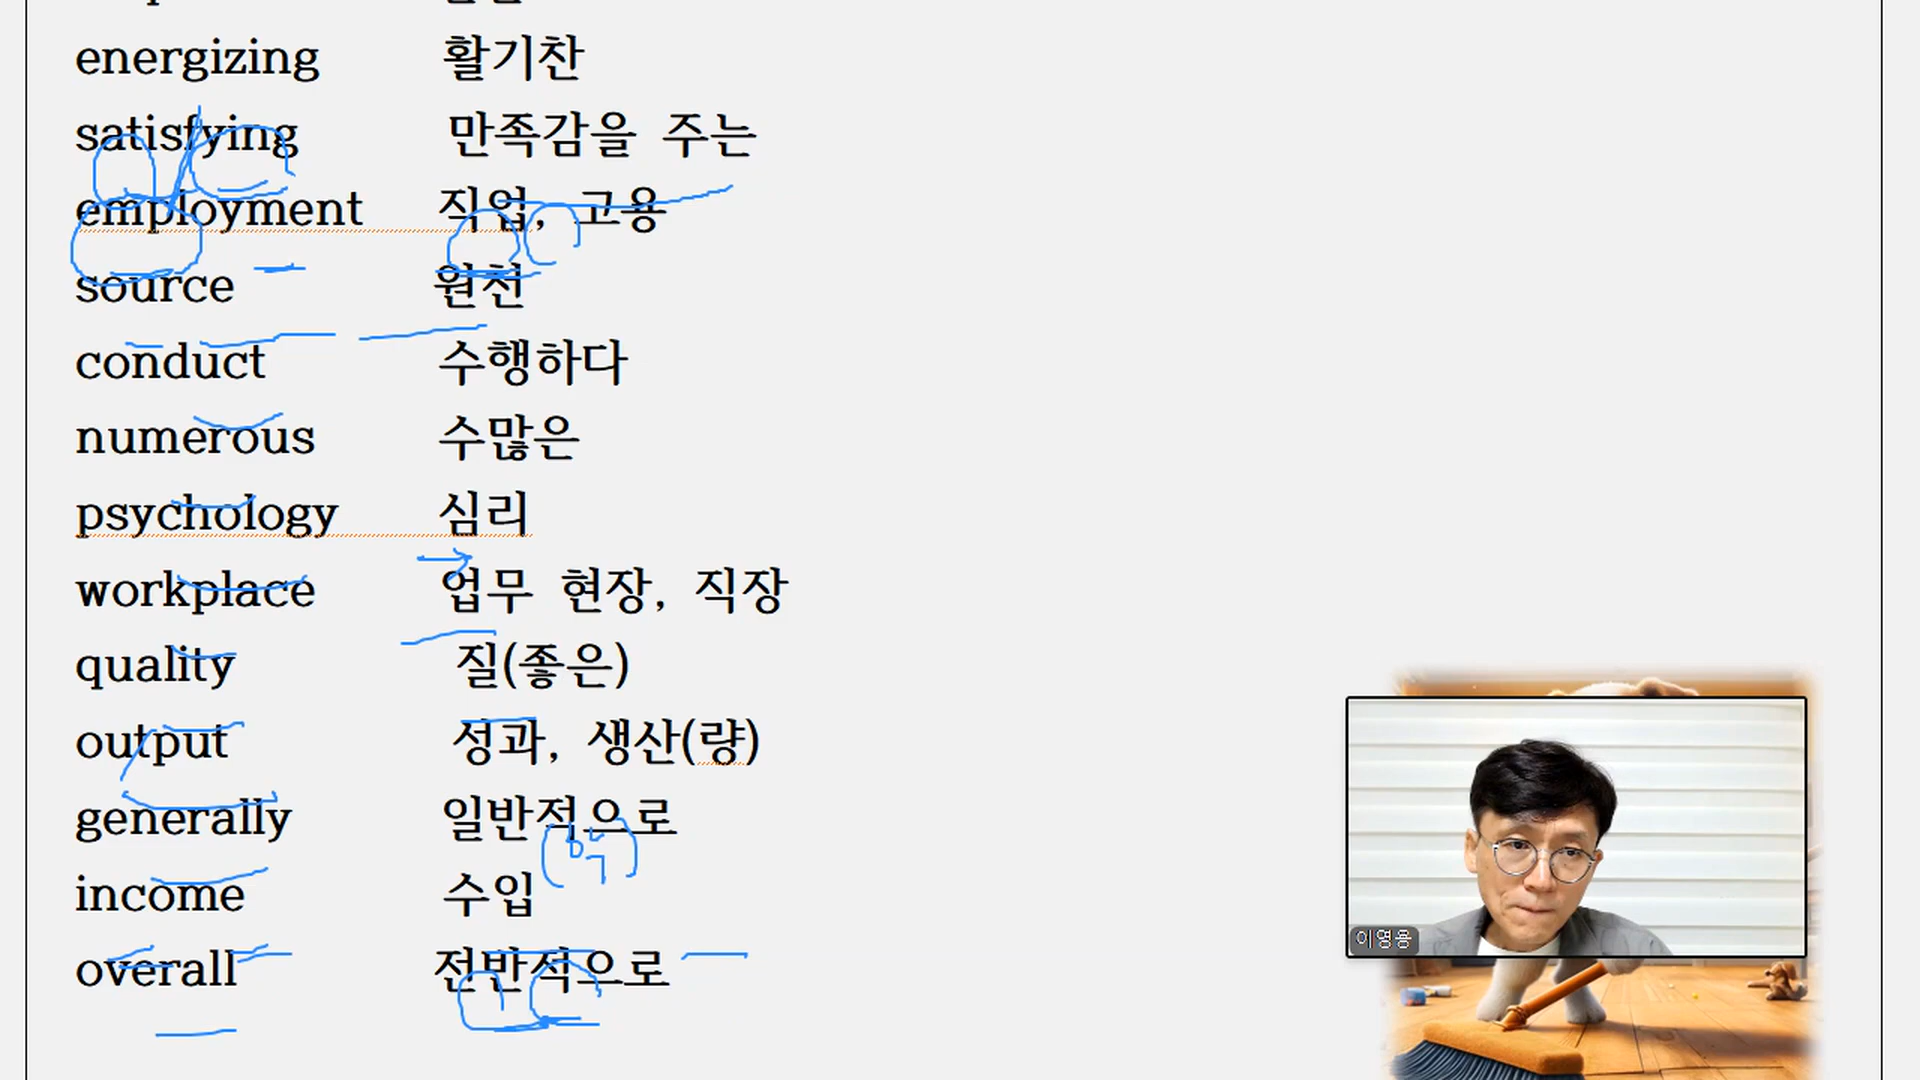 energizing 활기찬
satisfying 만족감을 주는
employment 직업, 고용
source 원천
conduct 수행하다
numerous 수많은
psychology 심리
workplace 업무 현장, 직장
quality 질(좋은)
output 성과, 생산(량)
generally 일반적으로
income 수입
overall 전반적으로
이영용